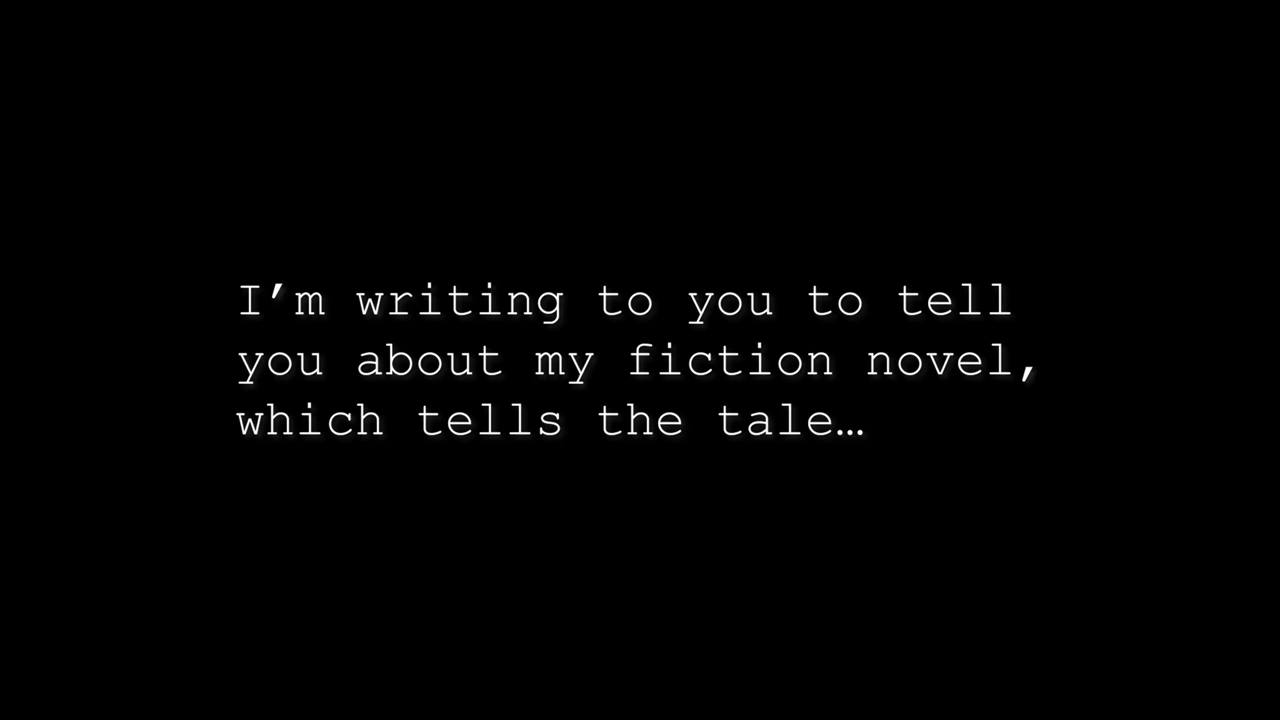 I’m writing to you to tell
you about my fiction novel,
which tells the tale…